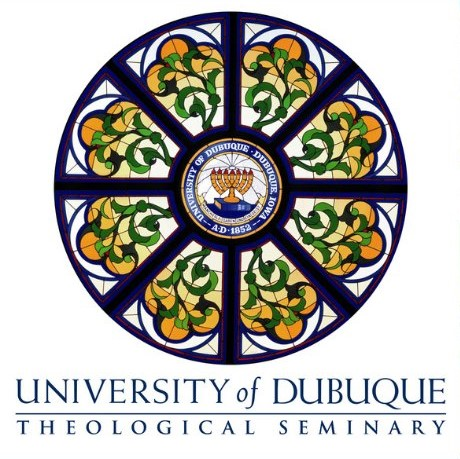 UNIVERSITY OF DUBUQUE · DUBUQUE, IOWA
A·D·1852
UNIVERSITY of DUBUQUE
THEOLOGICAL SEMINARY